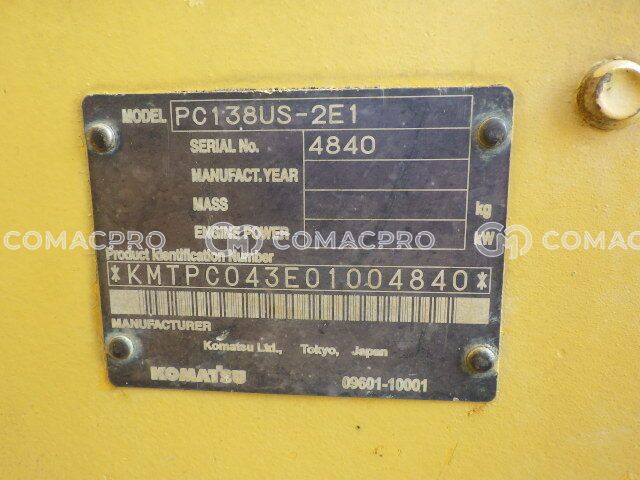 MODEL PC138US-2E1
SERIAL No. 4840
MANUFACT.YEAR
MASS kg
ENGINE POWER kW
COMACPRO COMACPRO COMACPRO
Product Identification Number
*KMTPC043E01004840*
MANUFACTURER
Komatsu Ltd., Tokyo, Japan
KOMATSU 09601-10001